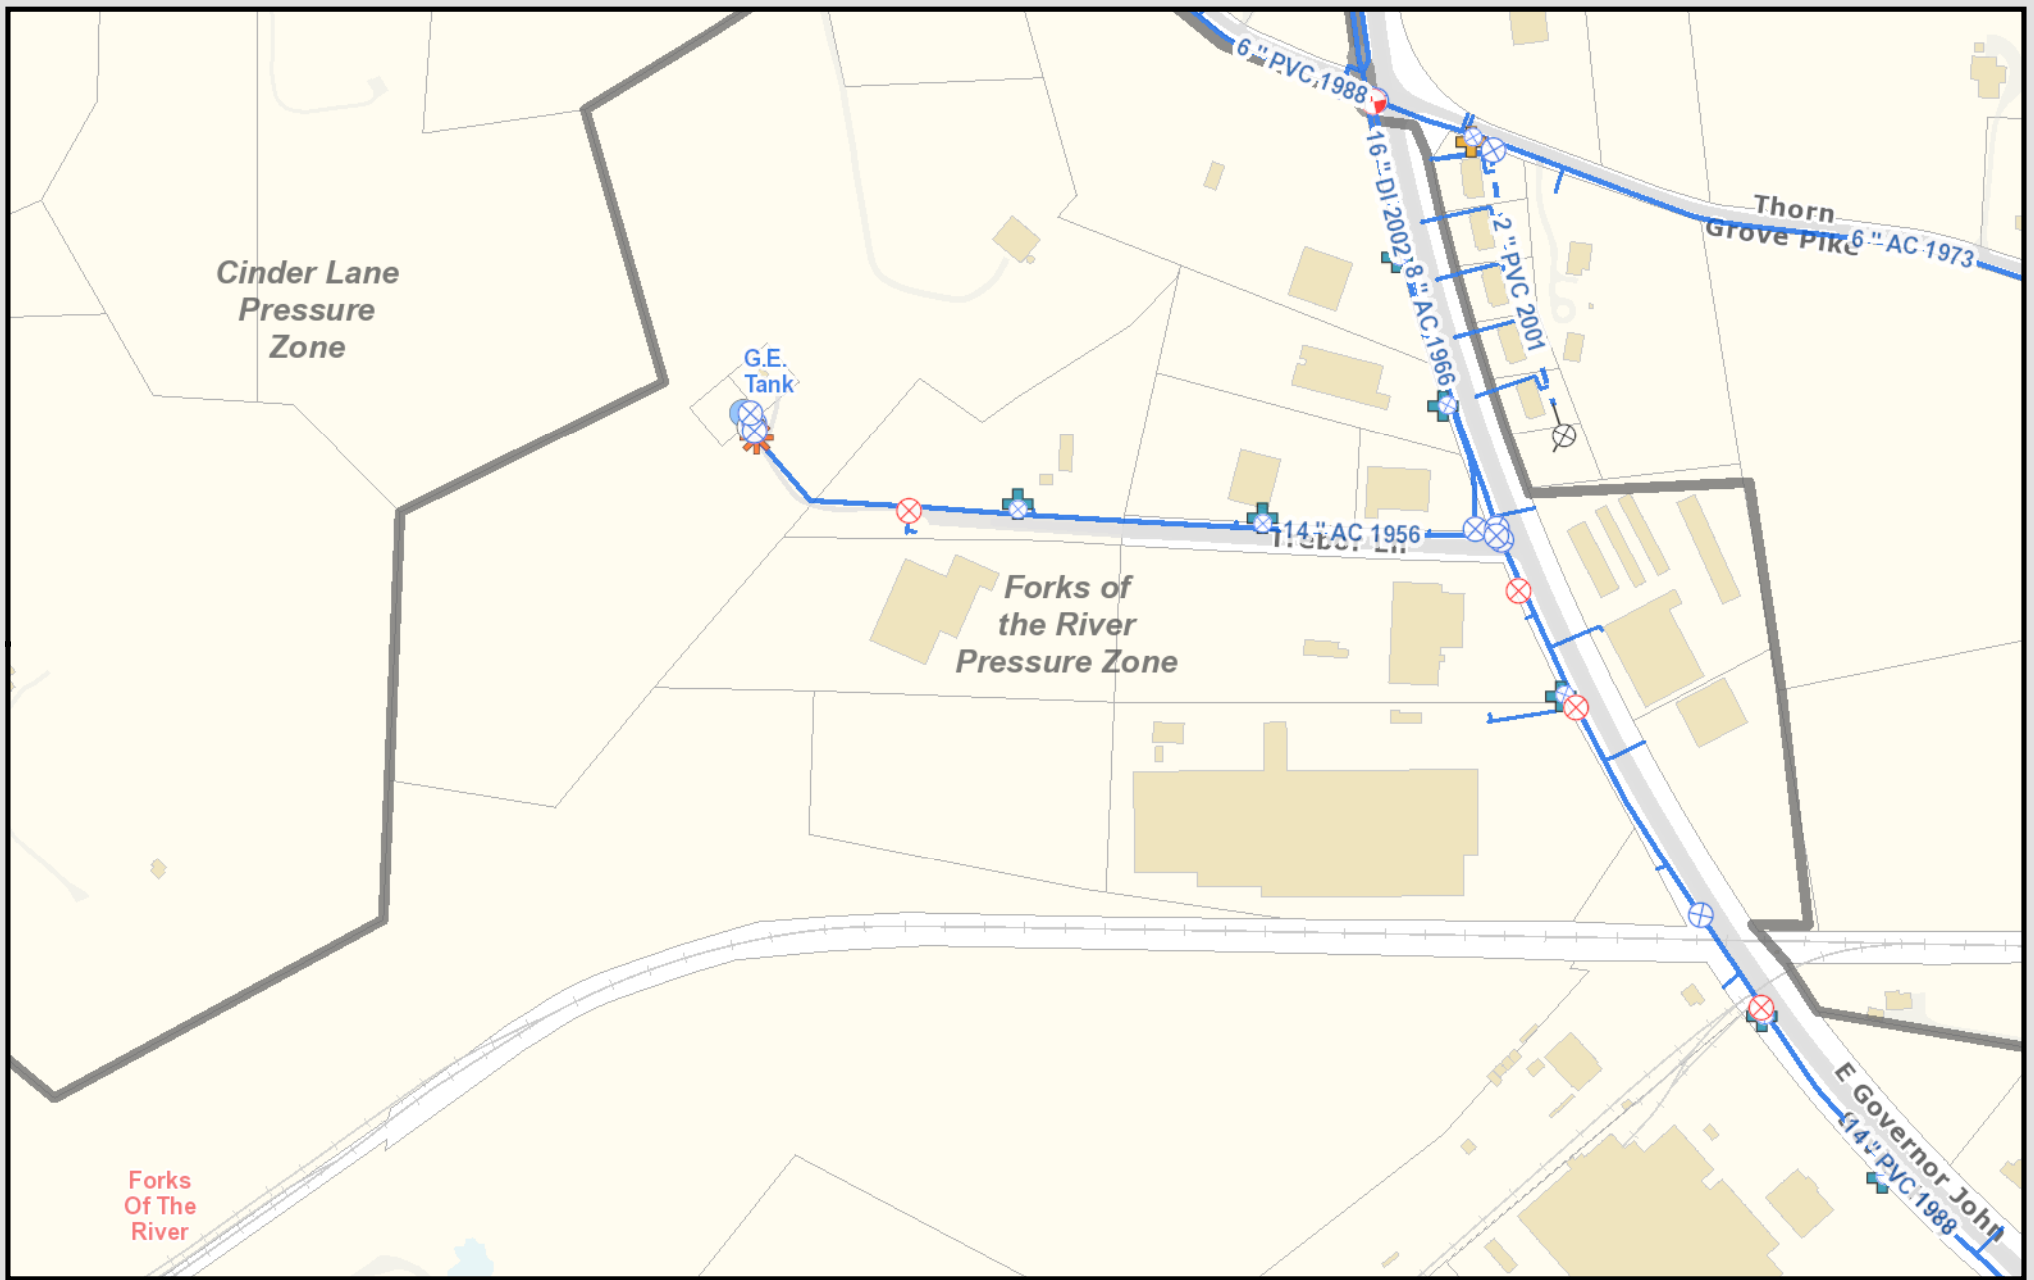 6 " PVC 1988
16 " DI 2002
8 " AC 1966
2 " PVC 2001
Thorn
Grove Pike
6 " AC 1973
Cinder Lane
Pressure
Zone
G.E.
Tank
14 " AC 1956
Trebor Ln
Forks of
the River
Pressure Zone
E Governor John
14 " PVC 1988
Forks
Of The
River